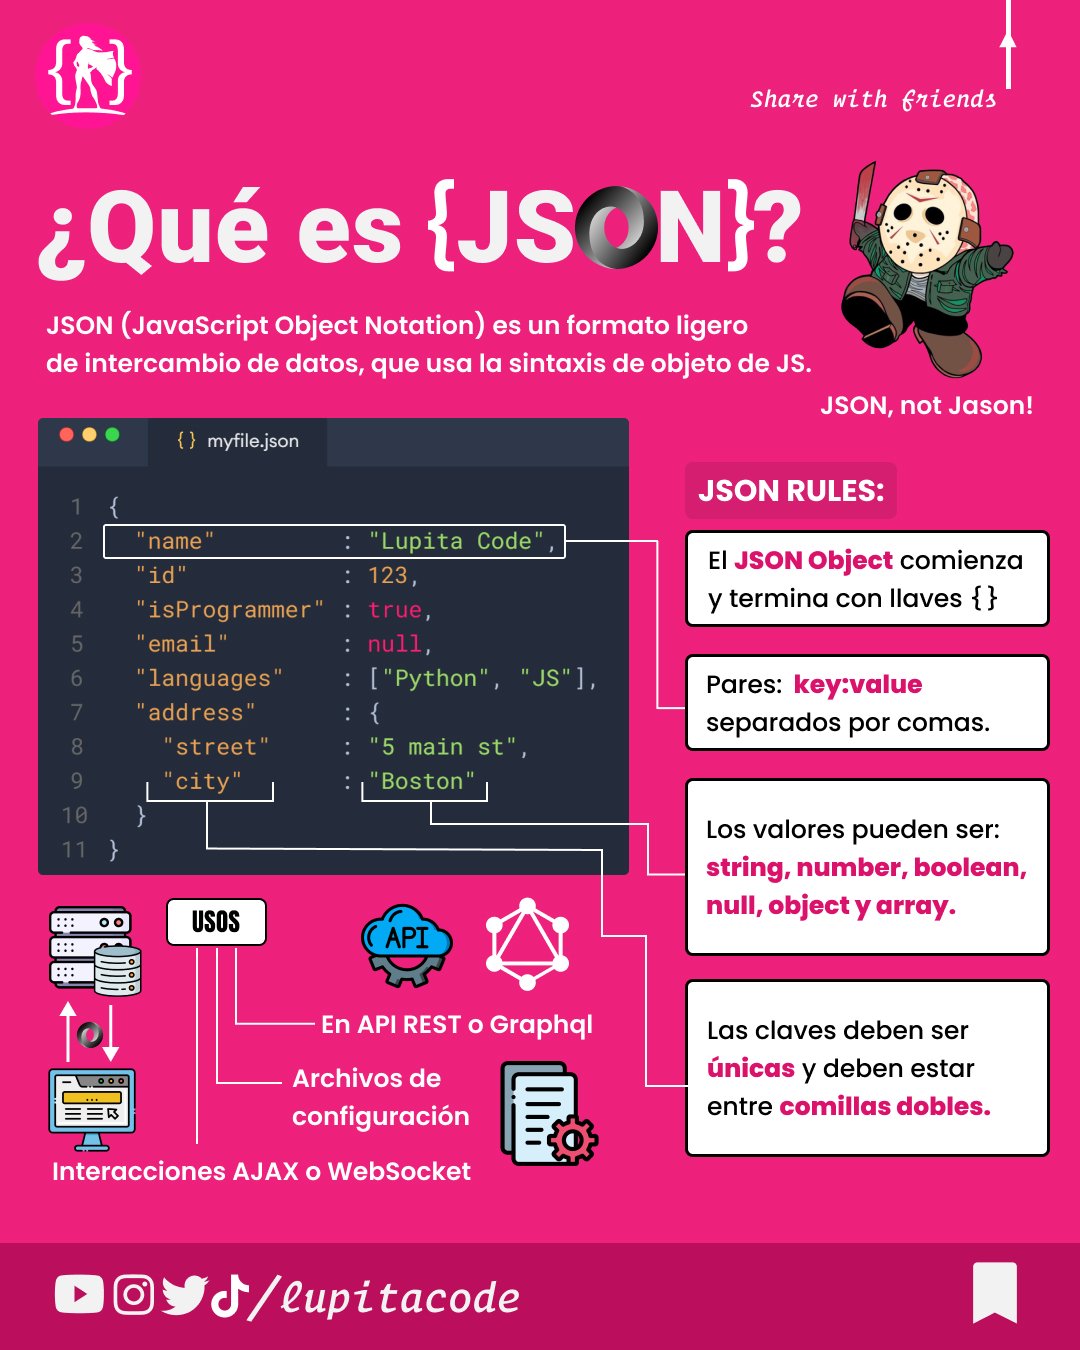 Share with friends
¿Qué es {JSON}?
JSON (JavaScript Object Notation) es un formato ligero
de intercambio de datos, que usa la sintaxis de objeto de JS.
JSON, not Jason!
{ } myfile.json
1 {
2 "name" : "Lupita Code",
3 "id" : 123,
4 "isProgrammer" : true,
5 "email" : null,
6 "languages" : ["Python", "JS"],
7 "address" : {
8 "street" : "5 main st",
9 "city" : "Boston"
10 }
11 }
JSON RULES:
El JSON Object comienza
y termina con llaves {}
Pares: key:value
separados por comas.
Los valores pueden ser:
string, number, boolean,
null, object y array.
Las claves deben ser
únicas y deben estar
entre comillas dobles.
USOS
API
En API REST o Graphql
Archivos de
configuración
Interacciones AJAX o WebSocket
/lupitacode